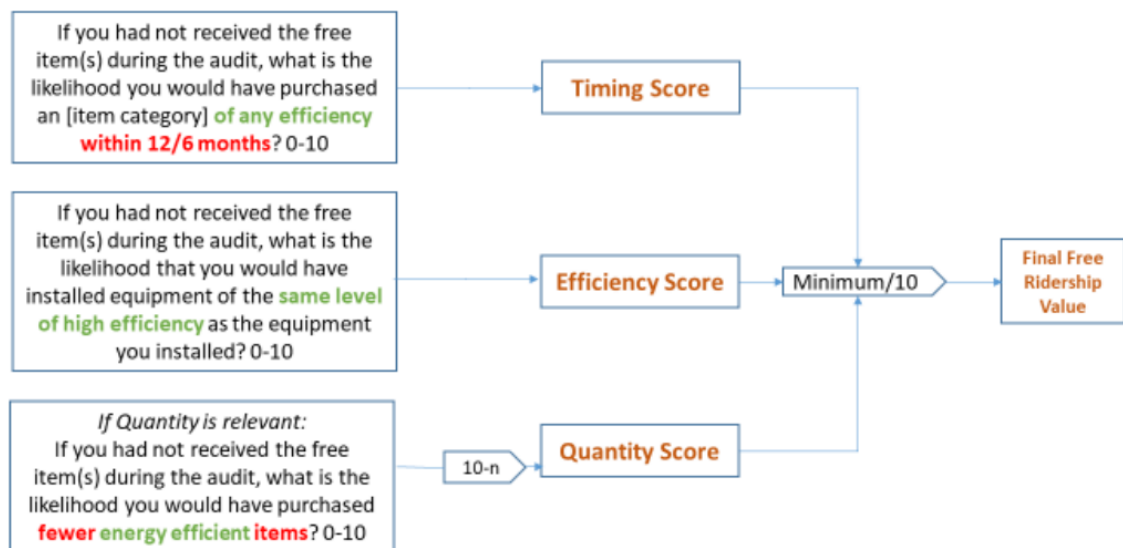 If you had not received the free
item(s) during the audit, what is the
likelihood you would have purchased
an [item category] of any efficiency
within 12/6 months? 0-10
Timing Score
If you had not received the free
item(s) during the audit, what is the
likelihood that you would have
installed equipment of the same level
of high efficiency as the equipment
you installed? 0-10
Efficiency Score
Minimum/10
Final Free
Ridership
Value
If Quantity is relevant:
If you had not received the free
item(s) during the audit, what is the
likelihood you would have purchased
fewer energy efficient items? 0-10
10-n
Quantity Score